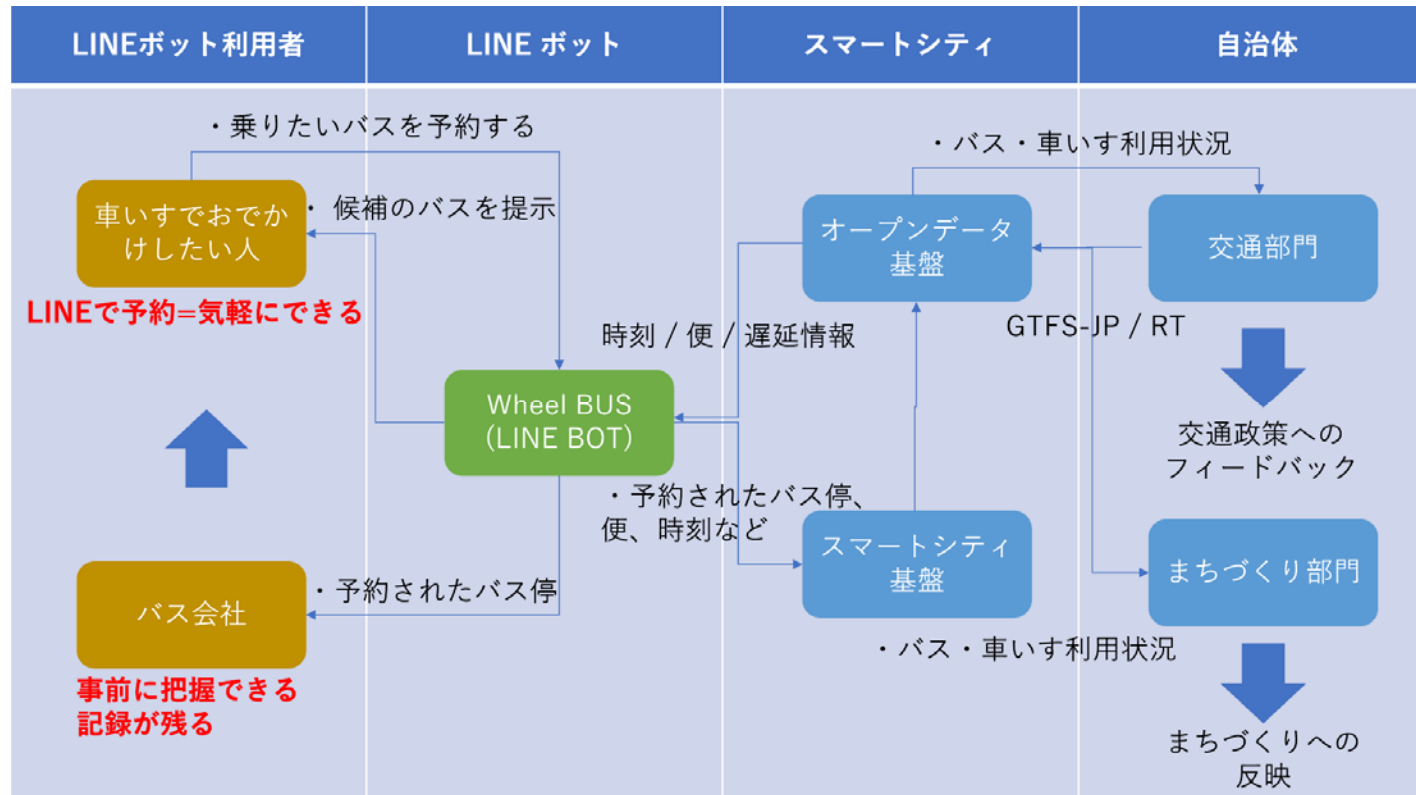 LINEボット利用者
LINE ボット
スマートシティ
自治体
・乗りたいバスを予約する
・バス・車いす利用状況
車いすでおでか
けしたい人
・ 候補のバスを提示
オープンデータ
基盤
交通部門
LINEで予約=気軽にできる
時刻 / 便 / 遅延情報
GTFS-JP / RT
Wheel BUS
(LINE BOT)
交通政策への
フィードバック
・予約されたバス停、
便、時刻など
スマートシティ
基盤
まちづくり部門
・予約されたバス停
バス会社
・バス・車いす利用状況
事前に把握できる
記録が残る
まちづくりへの
反映